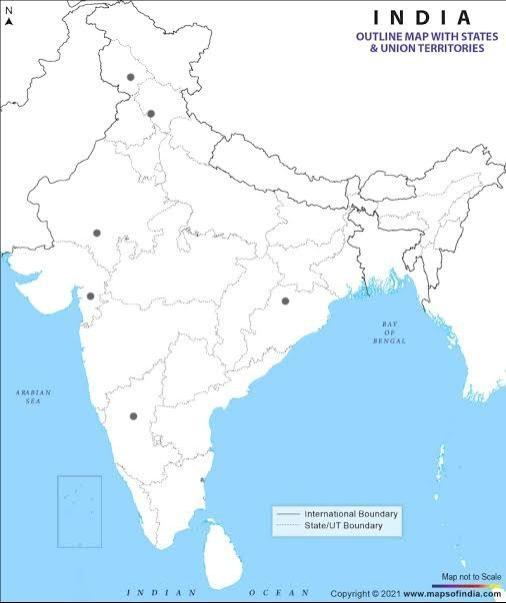 N
INDIA
OUTLINE MAP WITH STATES
& UNION TERRITORIES
BAY
OF
BENGAL
ARABIAN
SEA
International Boundary
State/UT Boundary
Map not to Scale
INDIAN OCEAN
Copyright © 2021 www.mapsofindia.com